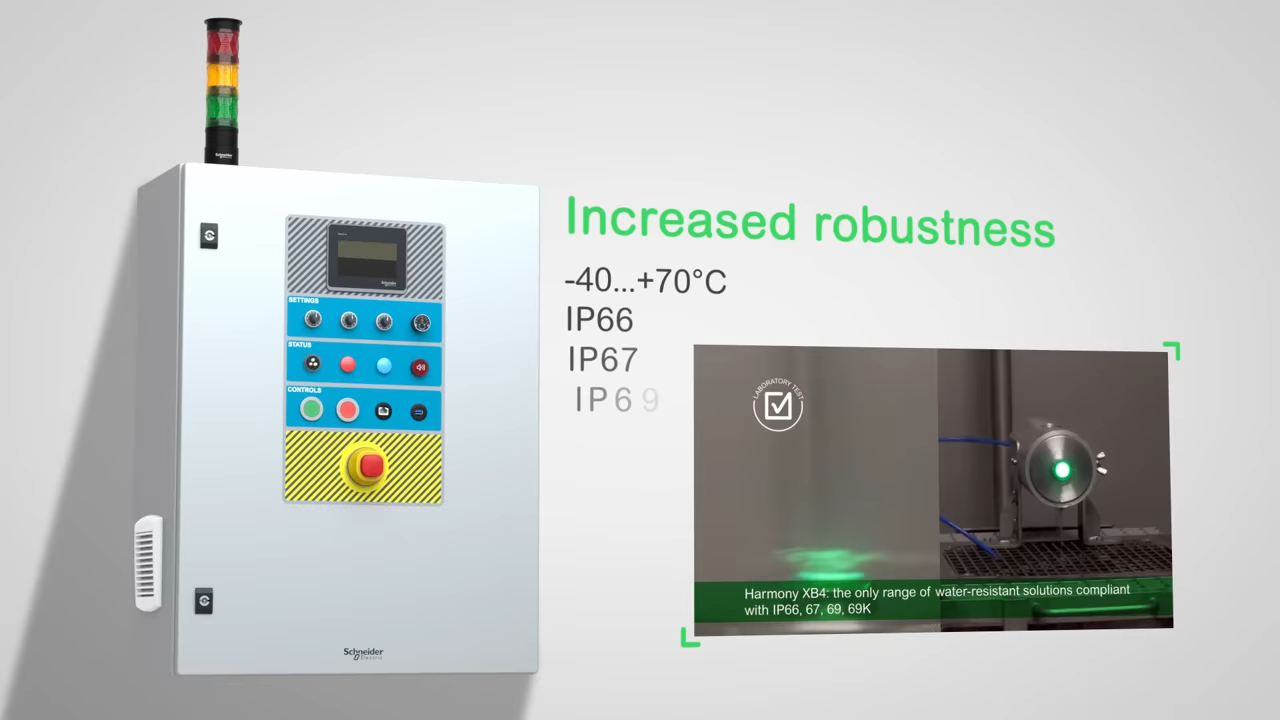 Schneider
Increased robustness
-40...+70°C
IP66
IP67
IP69
SETTINGS
STATUS
CONTROLS
LABORATORY TEST
Harmony XB4: the only range of water-resistant solutions compliant
with IP66, 67, 69, 69K
Schneider
Electric